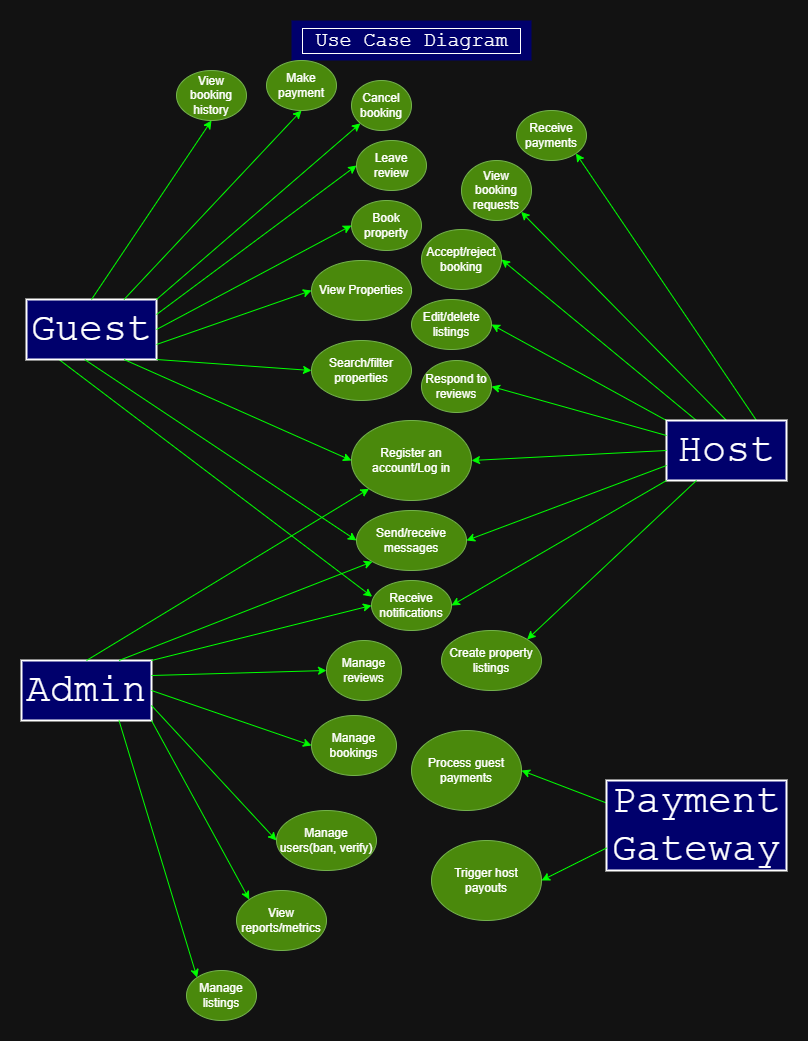 Use Case Diagram
View
booking
history
Make
payment
Cancel
booking
Receive
payments
Leave
review
View
booking
requests
Book
property
Accept/reject
booking
View Properties
Guest
Edit/delete
listings
Search/filter
properties
Respond to
reviews
Register an
account/Log in
Host
Send/receive
messages
Receive
notifications
Create property
listings
Manage
reviews
Admin
Manage
bookings
Process guest
payments
Payment
Gateway
Manage
users(ban, verify)
Trigger host
payouts
View
reports/metrics
Manage
listings